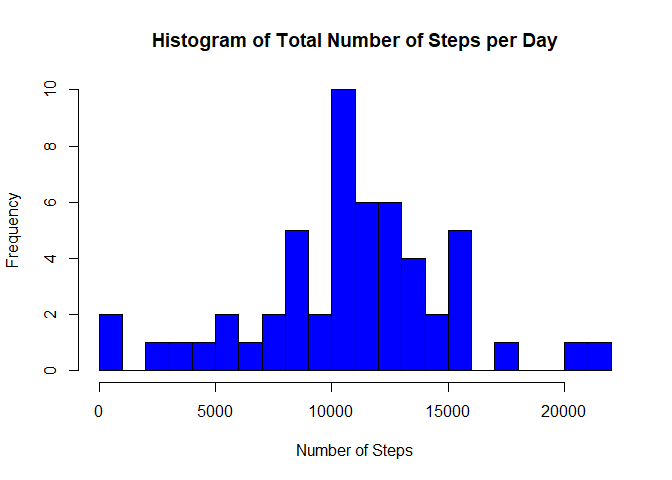 Histogram of Total Number of Steps per Day
Frequency
10
8
6
4
2
0
0 5000 10000 15000 20000
Number of Steps